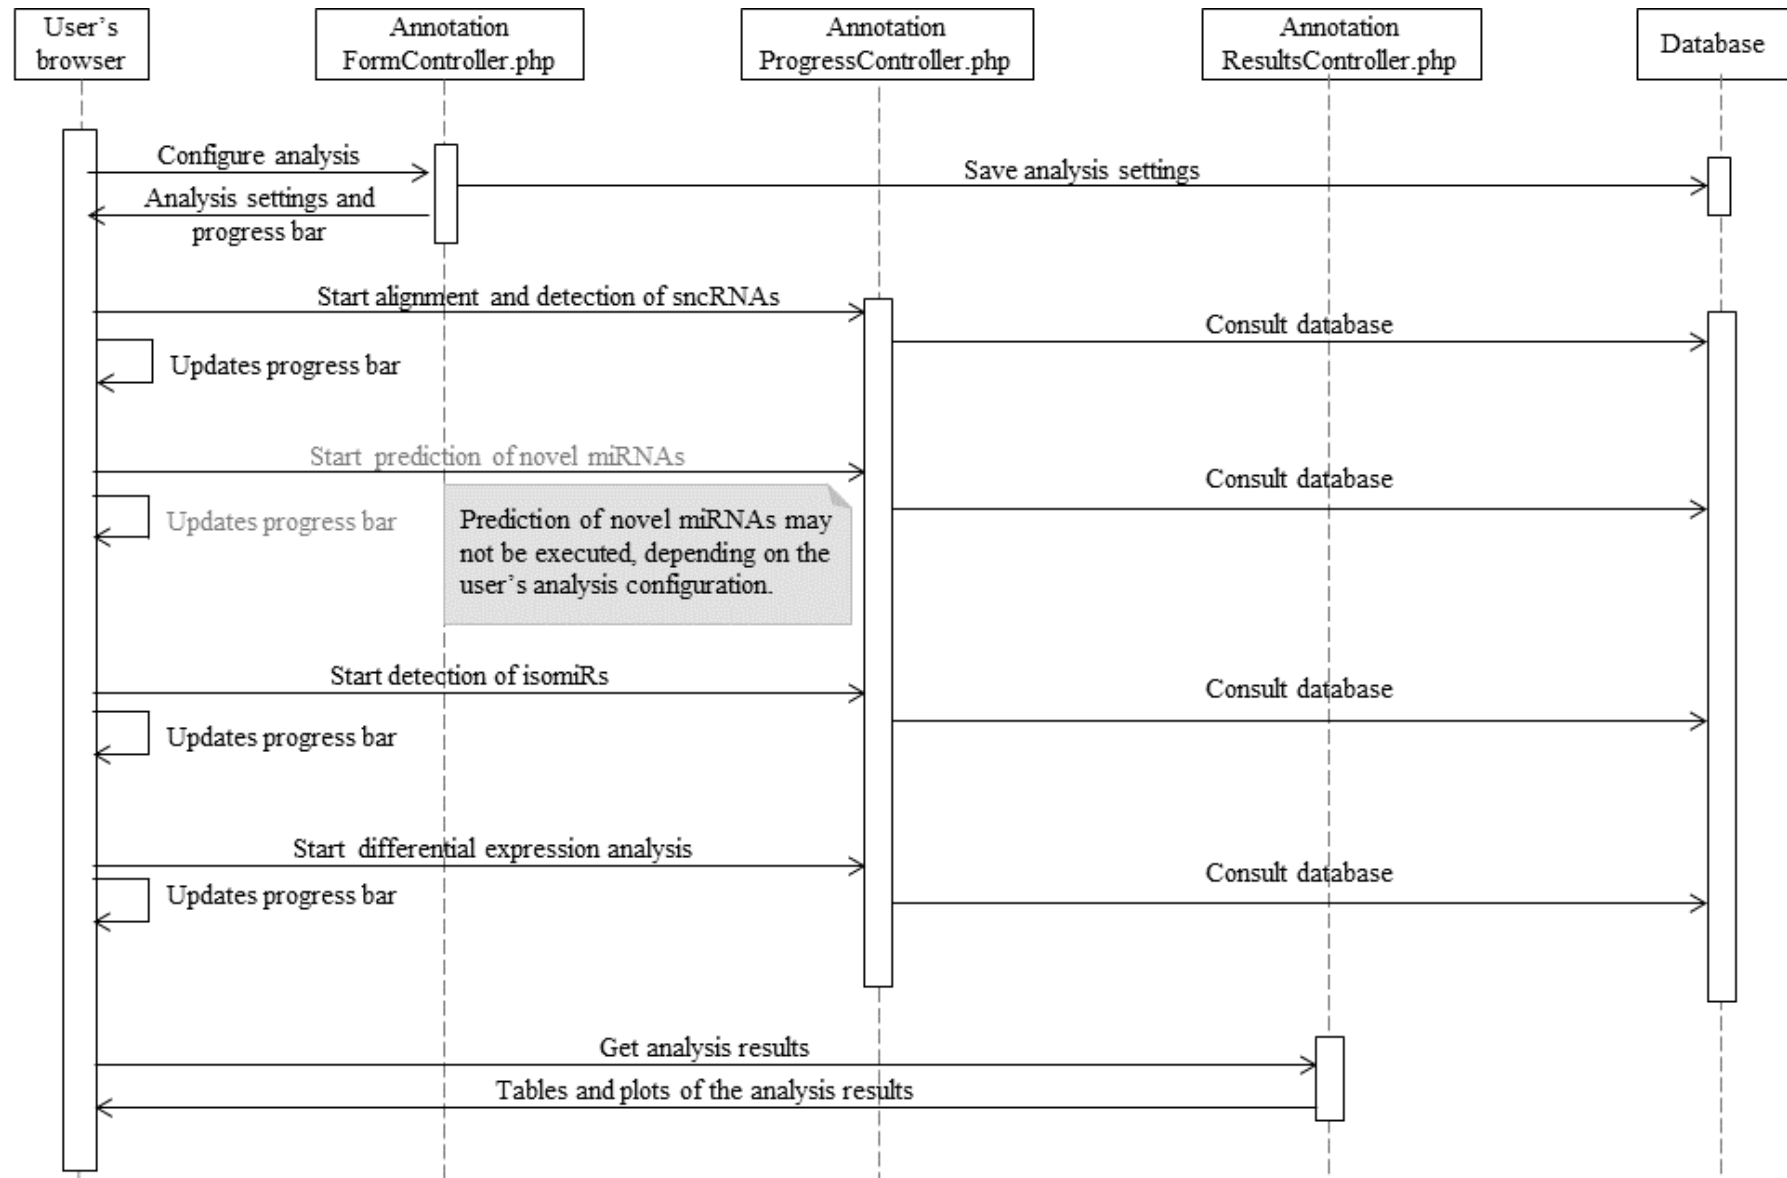 User’s
browser
Annotation
FormController.php
Annotation
ProgressController.php
Annotation
ResultsController.php
Database
Configure analysis
Save analysis settings
Analysis settings and
progress bar
Start alignment and detection of sncRNAs
Consult database
Updates progress bar
Start prediction of novel miRNAs
Consult database
Updates progress bar
Prediction of novel miRNAs may
not be executed, depending on the
user’s analysis configuration.
Start detection of isomiRs
Consult database
Updates progress bar
Start differential expression analysis
Consult database
Updates progress bar
Get analysis results
Tables and plots of the analysis results